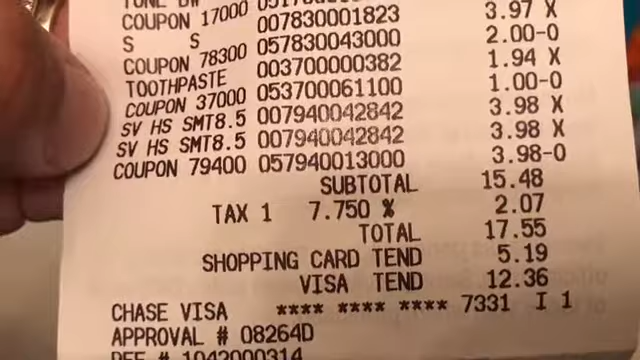 COUPON 17000
S S 007830001823 3.97 X
COUPON 78300 057830043000 2.00-0
TOOTHPASTE 003700000382 1.94 X
COUPON 37000 053700061100 1.00-0
SV HS SMT8.5 007940042842 3.98 X
SV HS SMT8.5 007940042842 3.98 X
COUPON 79400 057940013000 3.98-0
SUBTOTAL 15.48
TAX 1 7.750 % 2.07
TOTAL 17.55
SHOPPING CARD TEND 5.19
VISA TEND 12.36
CHASE VISA **** **** **** 7331 I 1
APPROVAL # 08264D
REF # 1042000314